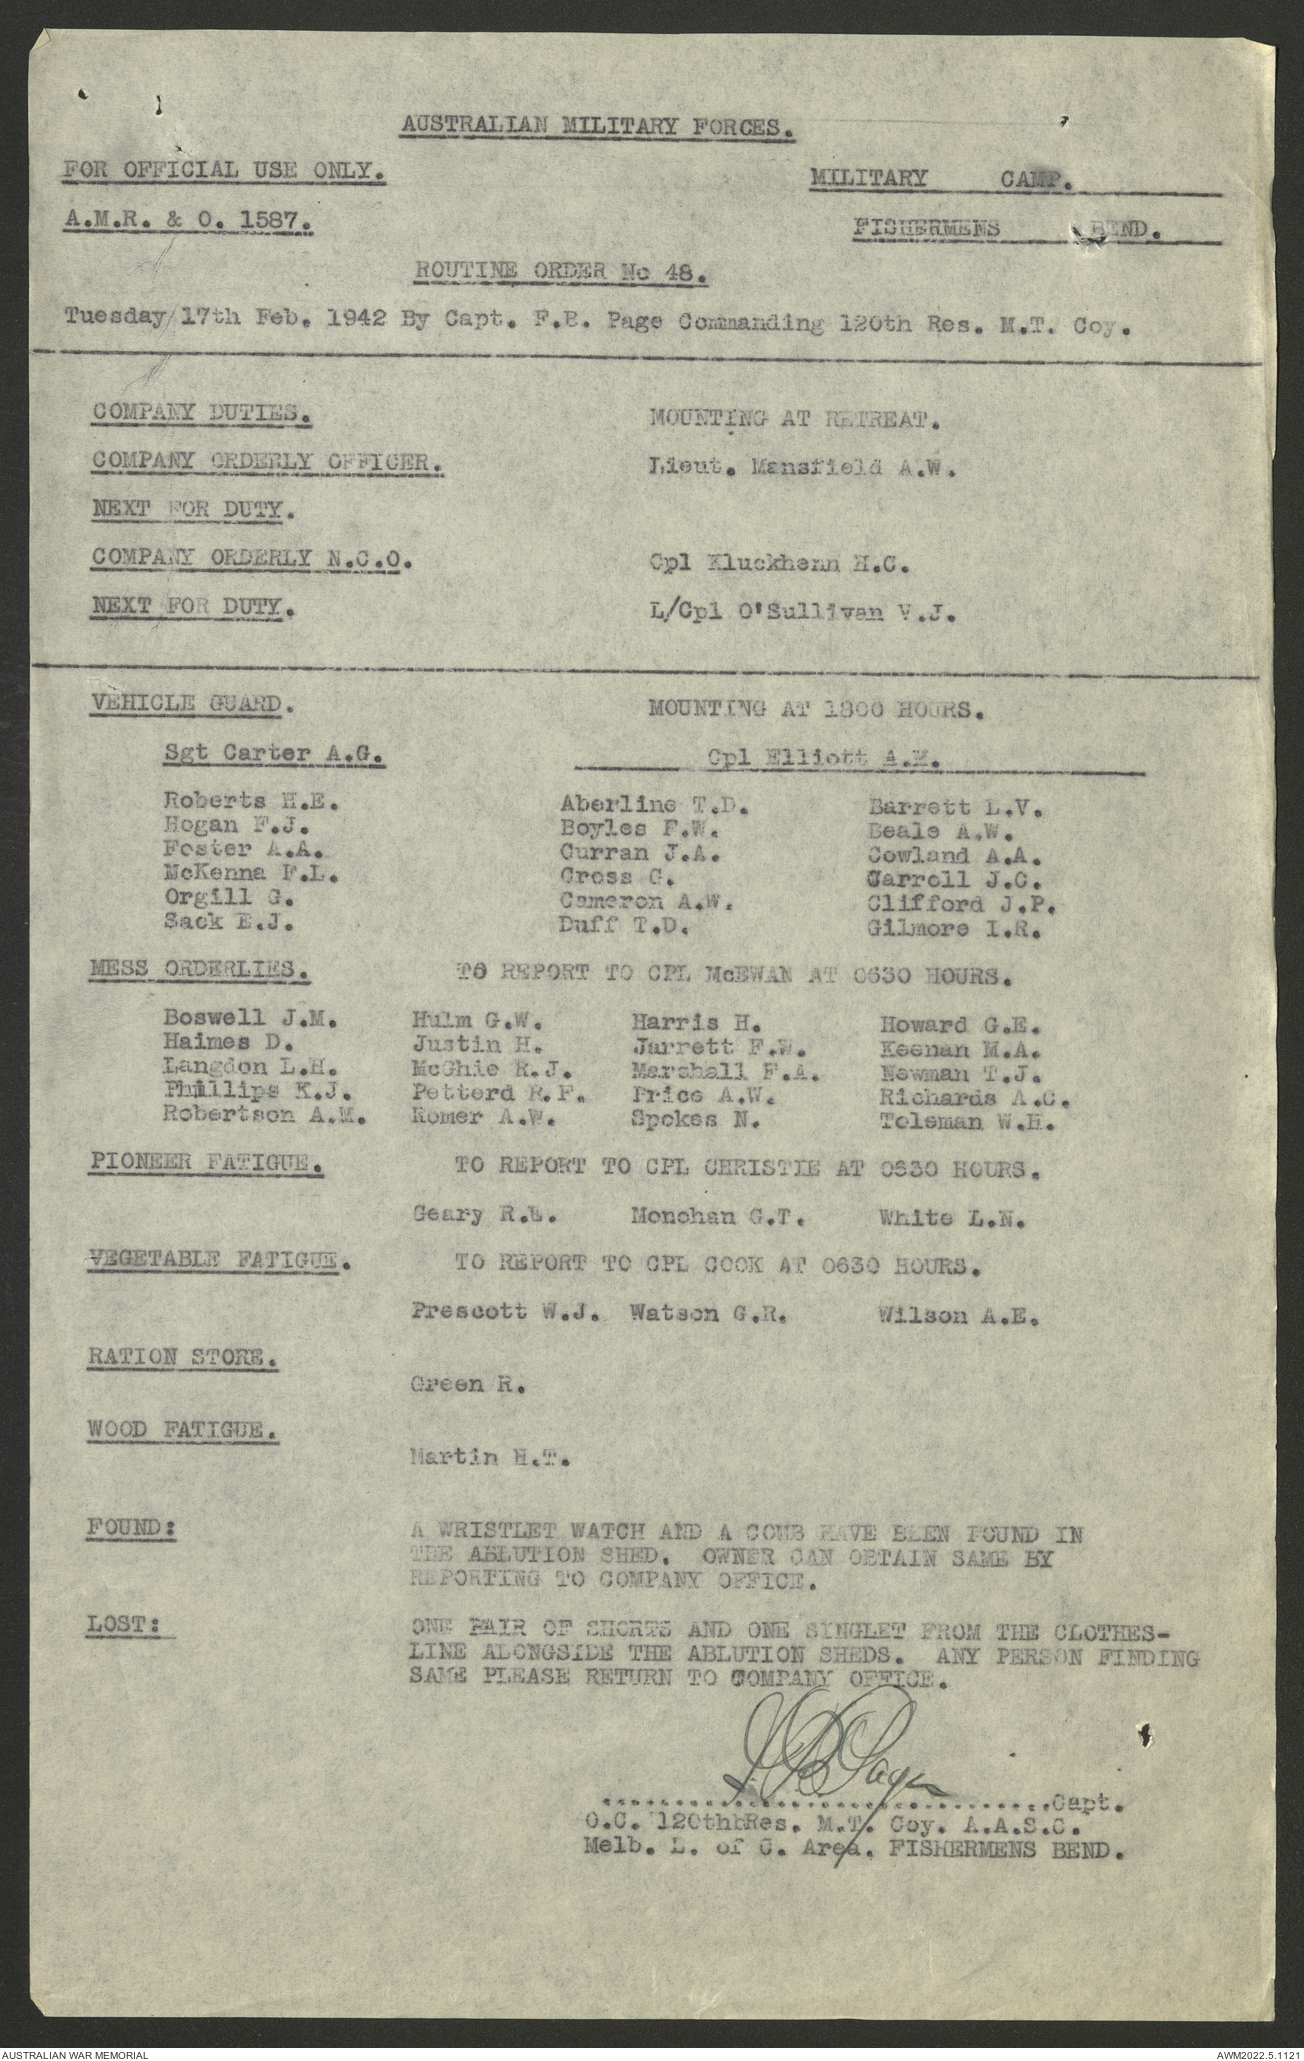 AUSTRALIAN MILITARY FORCES.
FOR OFFICIAL USE ONLY. MILITARY CAMP.
A.M.R. & O. 1587. FISHERMENS BEND.
ROUTINE ORDER No 48.
Tuesday 17th Feb. 1942 By Capt. F.B. Page Commanding 120th Res. M.T. Coy.
COMPANY DUTIES. MOUNTING AT RETREAT.
COMPANY ORDERLY OFFICER. Lieut. Mansfield A.W.
NEXT FOR DUTY.
COMPANY ORDERLY N.C.O. Cpl Kluckhenn H.C.
NEXT FOR DUTY. L/Cpl O'Sullivan V.J.
VEHICLE GUARD. MOUNTING AT 1800 HOURS.
Sgt Carter A.G. Cpl Elliott A.M.
Roberts H.E. Aberline T.D. Barrett L.V.
Hogan F.J. Boyles F.W. Beale A.W.
Foster A.A. Curran J.A. Cowland A.A.
McKenna F.L. Cross G. Carroll J.C.
Orgill G. Cameron A.W. Clifford J.P.
Sack E.J. Duff T.D. Gilmore I.R.
MESS ORDERLIES. TO REPORT TO CPL McEWAN AT 0630 HOURS.
Boswell J.M. Hulm G.W. Harris H. Howard G.E.
Haimes D. Justin H. Jarrett F.W. Keenan M.A.
Langdon L.H. McGhie R.J. Marshall F.A. Newman T.J.
Phillips K.J. Petterd R.F. Price A.W. Richards A.C.
Robertson A.M. Romer A.W. Spokes N. Toleman W.H.
PIONEER FATIGUE. TO REPORT TO CPL CHRISTIE AT 0630 HOURS.
Geary R.E. Monohan G.T. White L.N.
VEGETABLE FATIGUE. TO REPORT TO CPL COOK AT 0630 HOURS.
Prescott W.J. Watson G.R. Wilson A.E.
RATION STORE.
Green R.
WOOD FATIGUE.
Martin H.T.
FOUND: A WRISTLET WATCH AND A COMB HAVE BEEN FOUND IN
THE ABLUTION SHED. OWNER CAN OBTAIN SAME BY
REPORTING TO COMPANY OFFICE.
LOST: ONE PAIR OF SHORTS AND ONE SINGLET FROM THE CLOTHES-
LINE ALONGSIDE THE ABLUTION SHEDS. ANY PERSON FINDING
SAME PLEASE RETURN TO COMPANY OFFICE.
F B Page
...............................Capt.
O.C. 120thbRes. M.T. Coy. A.A.S.C.
Melb. L. of C. Area. FISHERMENS BEND.
AUSTRALIAN WAR MEMORIAL AWM2022.5.1121